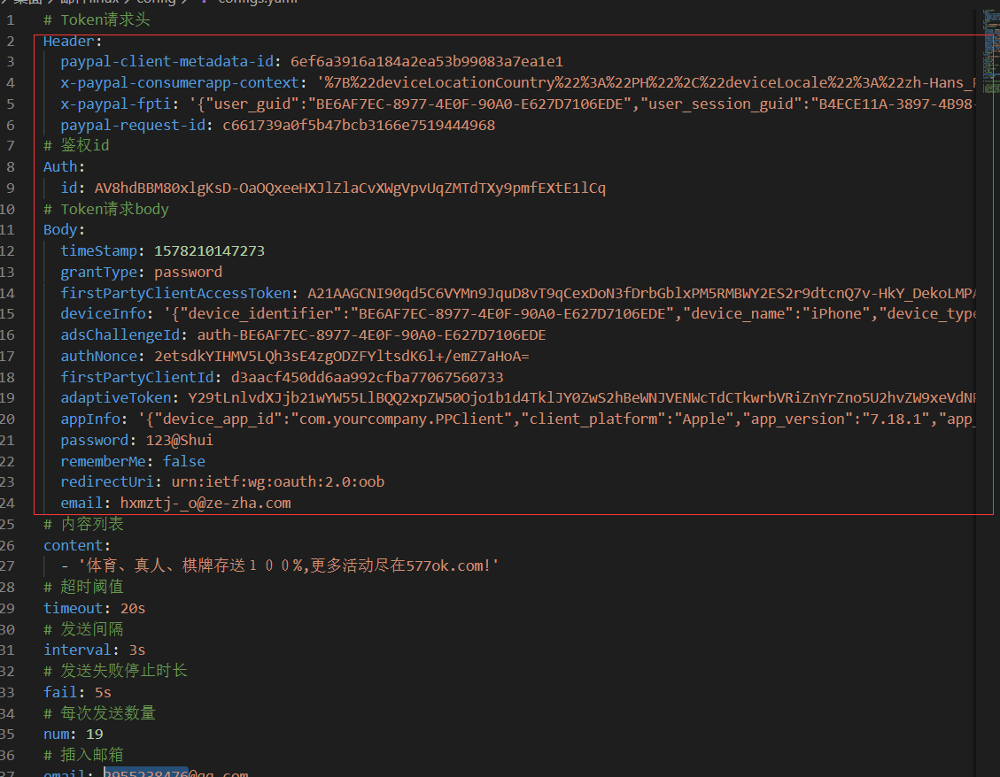 桌面 > 邮件linux > config > ! configs.yaml
1 # Token请求头
2 Header:
3 paypal-client-metadata-id: 6ef6a3916a184a2ea53b99083a7ea1e1
4 x-paypal-consumerapp-context: '%7B%22deviceLocationCountry%22%3A%22PH%22%2C%22deviceLocale%22%3A%22zh-Hans_
5 x-paypal-fpti: '{"user_guid":"BE6AF7EC-8977-4E0F-90A0-E627D7106EDE","user_session_guid":"B4ECE11A-3897-4B98-
6 paypal-request-id: c661739a0f5b47bcb3166e7519444968
7 # 鉴权id
8 Auth:
9 id: AV8hdBBM80xlgKsD-OaOQxeeHXJlZlaCvXWgVpvUqZMTdTXy9pmfEXtE1lCq
10 # Token请求body
11 Body:
12 timeStamp: 1578210147273
13 grantType: password
14 firstPartyClientAccessToken: A21AAGCNI90qd5C6VYMn9JquD8vT9qCexDoN3fDrbGblxPM5RMBWY2ES2r9dtcnQ7v-HkY_DekoLMPA
15 deviceInfo: '{"device_identifier":"BE6AF7EC-8977-4E0F-90A0-E627D7106EDE","device_name":"iPhone","device_type
16 adsChallengeId: auth-BE6AF7EC-8977-4E0F-90A0-E627D7106EDE
17 authNonce: 2etsdkYIHMV5LQh3sE4zgODZFYltsdK6l+/emZ7aHoA=
18 firstPartyClientId: d3aacf450dd6aa992cfba77067560733
19 adaptiveToken: Y29tLnlvdXJjb21wYW55LlBQQ2xpZW50Ojo1b1d4TklJY0ZwS2hBeWNJVENWcTdCTkwrbVRiZnYrZno5U2hvZW9xeVdN
20 appInfo: '{"device_app_id":"com.yourcompany.PPClient","client_platform":"Apple","app_version":"7.18.1","app_
21 password: 123@Shui
22 rememberMe: false
23 redirectUri: urn:ietf:wg:oauth:2.0:oob
24 email: hxmztj-_o@ze-zha.com
25 # 内容列表
26 content:
27 - '体育、真人、棋牌存送１００%,更多活动尽在577ok.com!'
28 # 超时阈值
29 timeout: 20s
30 # 发送间隔
31 interval: 3s
32 # 发送失败停止时长
33 fail: 5s
34 # 每次发送数量
35 num: 19
36 # 插入邮箱
37 email: 2955238476@qq.com